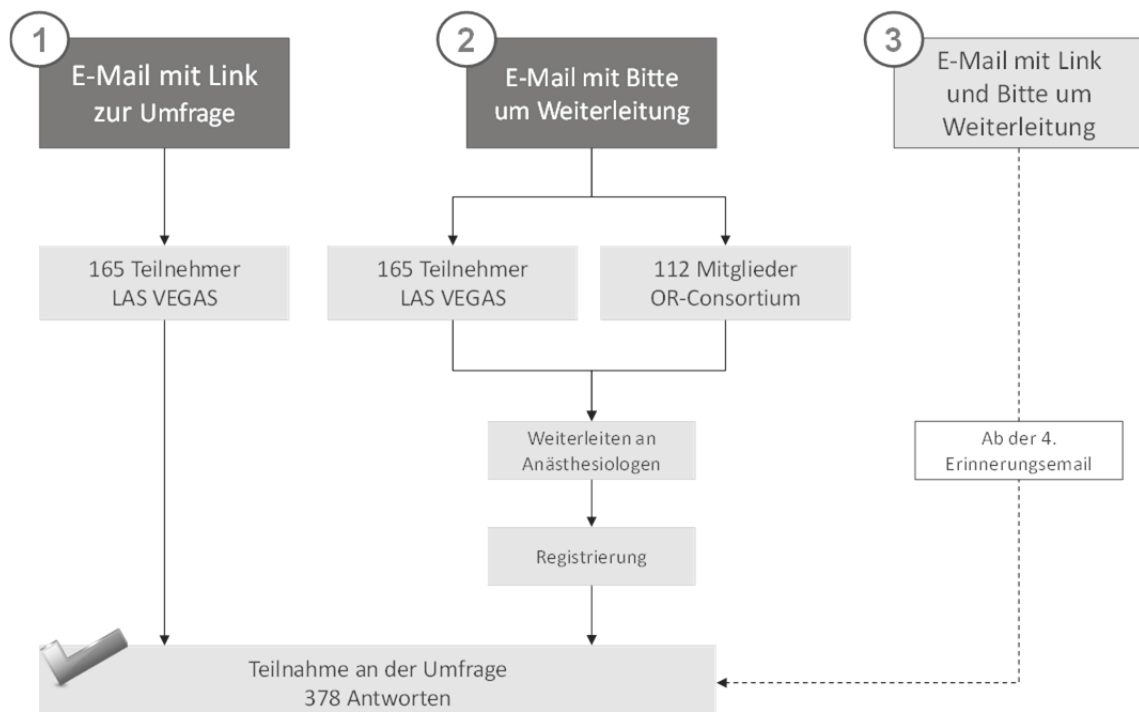 1
E-Mail mit Link
zur Umfrage
2
E-Mail mit Bitte
um Weiterleitung
3
E-Mail mit Link
und Bitte um
Weiterleitung
165 Teilnehmer
LAS VEGAS
165 Teilnehmer
LAS VEGAS
112 Mitglieder
OR-Consortium
Weiterleiten an
Anästhesiologen
Ab der 4.
Erinnerungsemail
Registrierung
Teilnahme an der Umfrage
378 Antworten